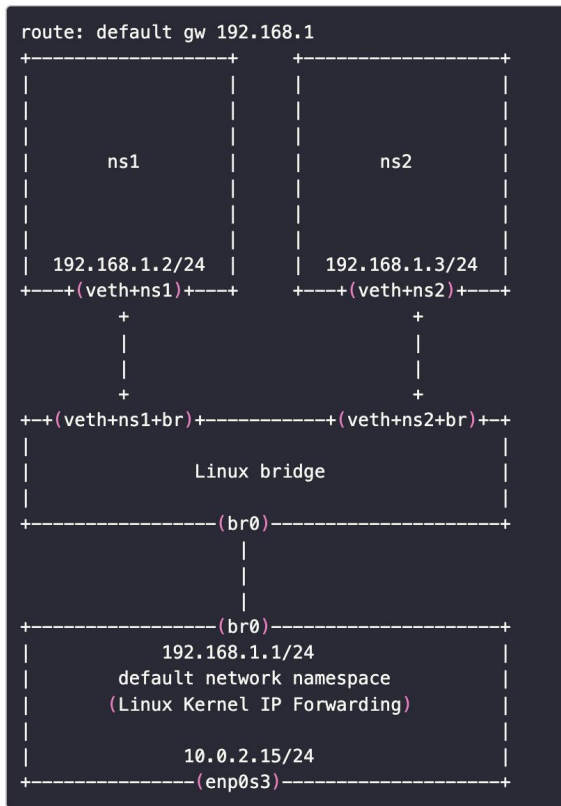 route: default gw 192.168.1
ns1 ns2
192.168.1.2/24 192.168.1.3/24
(veth+ns1) (veth+ns2)
(veth+ns1+br) (veth+ns2+br)
Linux bridge
(br0)
(br0)
192.168.1.1/24
default network namespace
(Linux Kernel IP Forwarding)
10.0.2.15/24
(enp0s3)